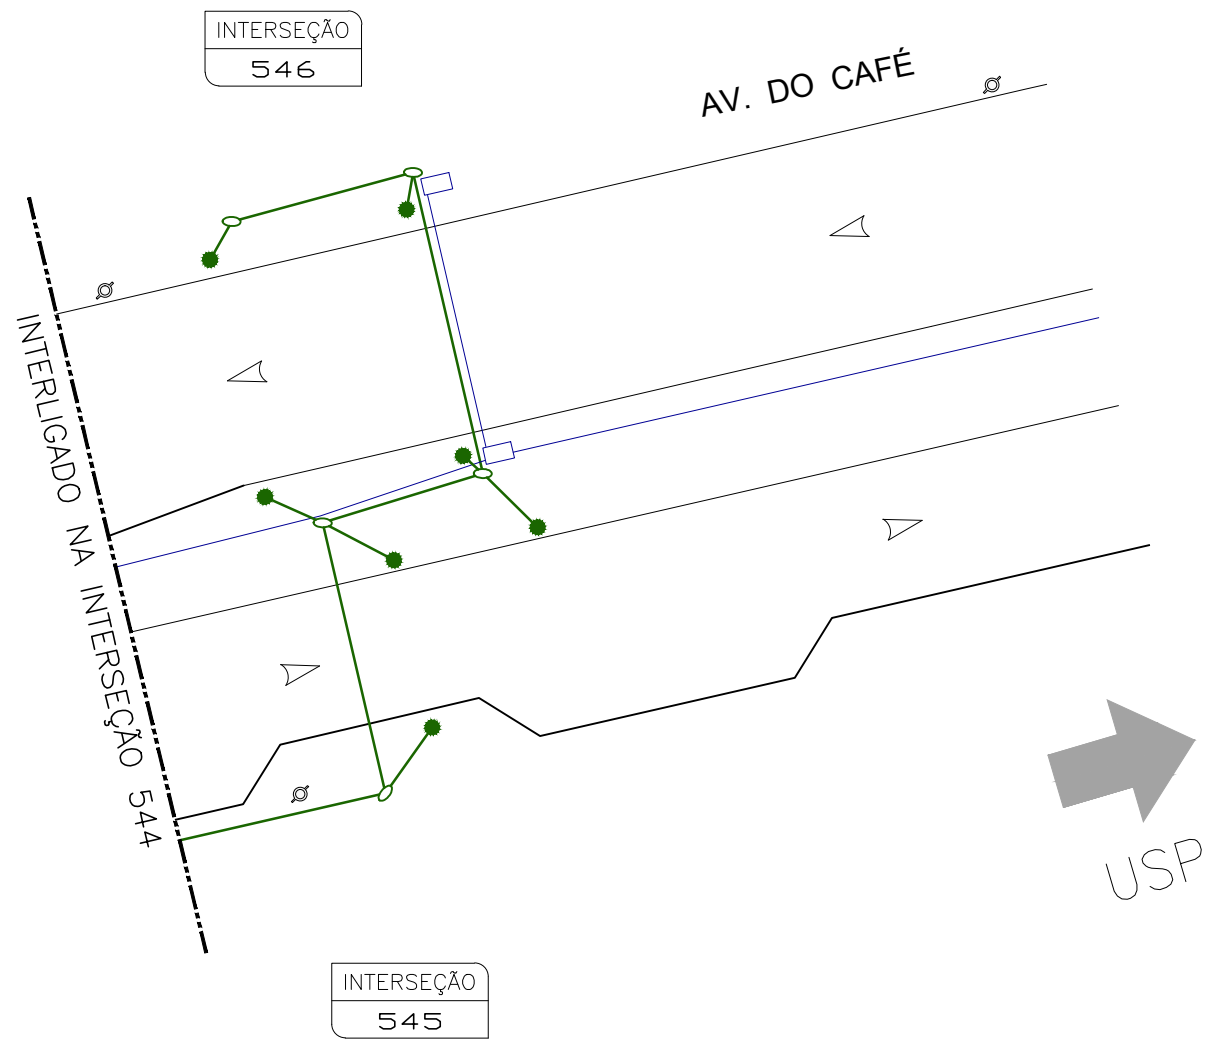 INTERSEÇÃO
546
AV. DO CAFÉ
INTERLIGADO NA INTERSEÇÃO 544
USP
INTERSEÇÃO
545